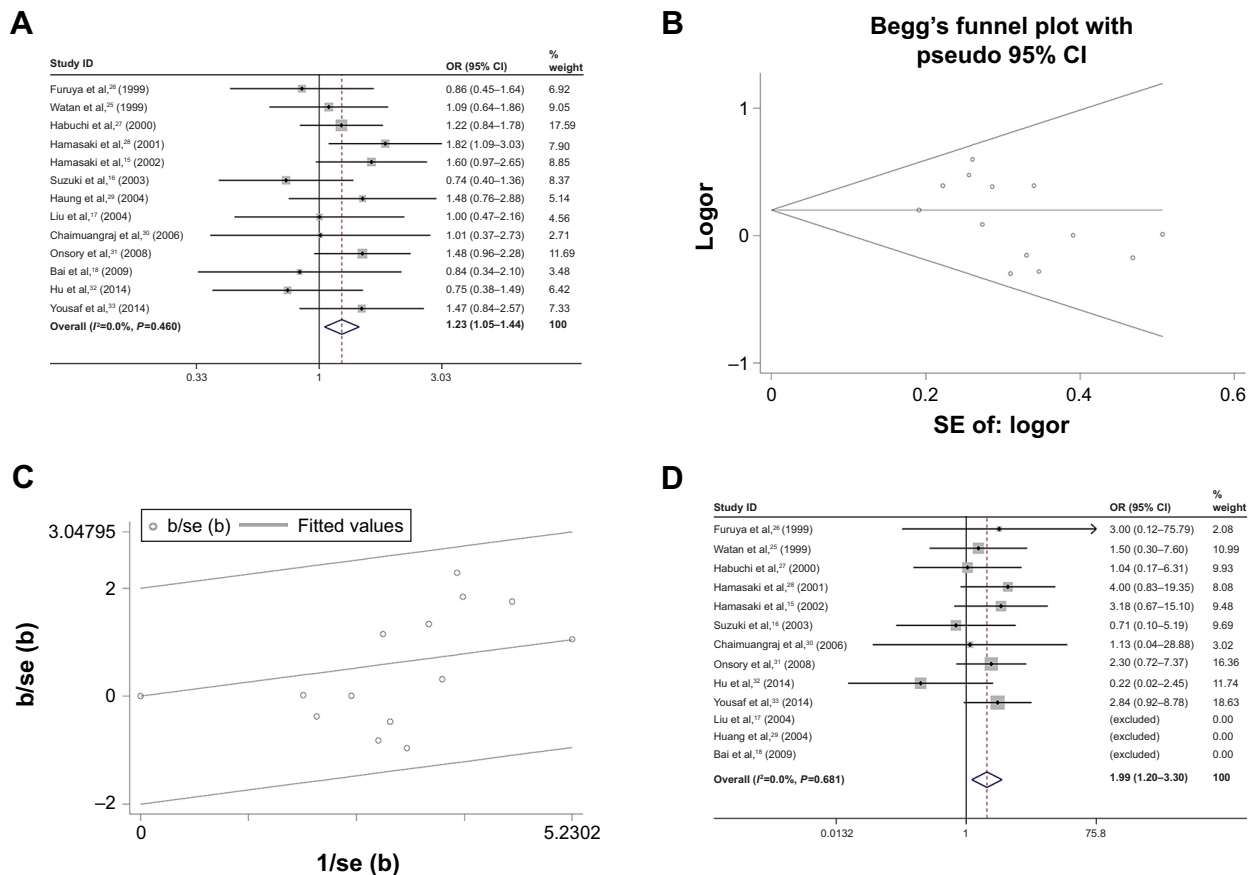 A
Study ID OR (95% CI) % weight
Furuya et al,²⁶ (1999) 0.86 (0.45–1.64) 6.92
Watan et al,²⁵ (1999) 1.09 (0.64–1.86) 9.05
Habuchi et al,²⁷ (2000) 1.22 (0.84–1.78) 17.59
Hamasaki et al,²⁸ (2001) 1.82 (1.09–3.03) 7.90
Hamasaki et al,¹⁵ (2002) 1.60 (0.97–2.65) 8.85
Suzuki et al,¹⁶ (2003) 0.74 (0.40–1.36) 8.37
Haung et al,²⁹ (2004) 1.48 (0.76–2.88) 5.14
Liu et al,¹⁷ (2004) 1.00 (0.47–2.16) 4.56
Chaimuangraj et al,³⁰ (2006) 1.01 (0.37–2.73) 2.71
Onsory et al,³¹ (2008) 1.48 (0.96–2.28) 11.69
Bai et al,¹⁸ (2009) 0.84 (0.34–2.10) 3.48
Hu et al,³² (2014) 0.75 (0.38–1.49) 6.42
Yousaf et al,³³ (2014) 1.47 (0.84–2.57) 7.33
Overall (I²=0.0%, P=0.460) 1.23 (1.05–1.44) 100
0.33 1 3.03
B
Begg's funnel plot with
pseudo 95% CI
Logor
1
0
–1
0 0.2 0.4 0.6
SE of: logor
C
b/se (b) Fitted values
b/se (b)
3.04795
2
0
–2
0 5.2302
1/se (b)
D
Study ID OR (95% CI) % weight
Furuya et al,²⁶ (1999) 3.00 (0.12–75.79) 2.08
Watan et al,²⁵ (1999) 1.50 (0.30–7.60) 10.99
Habuchi et al,²⁷ (2000) 1.04 (0.17–6.31) 9.93
Hamasaki et al,²⁸ (2001) 4.00 (0.83–19.35) 8.08
Hamasaki et al,¹⁵ (2002) 3.18 (0.67–15.10) 9.48
Suzuki et al,¹⁶ (2003) 0.71 (0.10–5.19) 9.69
Chaimuangraj et al,³⁰ (2006) 1.13 (0.04–28.88) 3.02
Onsory et al,³¹ (2008) 2.30 (0.72–7.37) 16.36
Hu et al,³² (2014) 0.22 (0.02–2.45) 11.74
Yousaf et al,³³ (2014) 2.84 (0.92–8.78) 18.63
Liu et al,¹⁷ (2004) (excluded) 0.00
Huang et al,²⁹ (2004) (excluded) 0.00
Bai et al,¹⁸ (2009) (excluded) 0.00
Overall (I²=0.0%, P=0.681) 1.99 (1.20–3.30) 100
0.0132 1 75.8